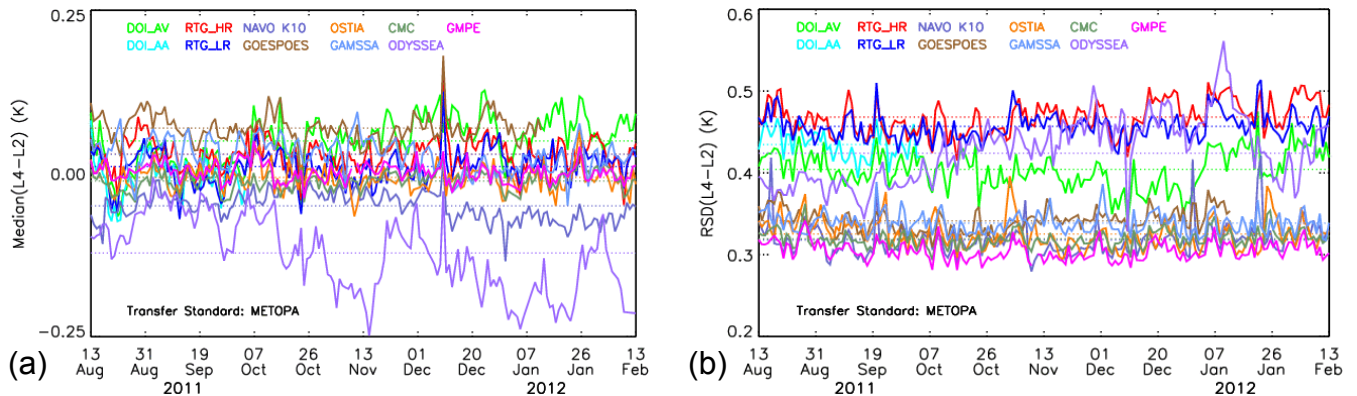 0.25
0.00
−0.25
Median(L4−L2) (K)
DOI_AV RTG_HR NAVO K10 OSTIA CMC GMPE
DOI_AA RTG_LR GOESPOES GAMSSA ODYSSEA
Transfer Standard: METOPA
13 31 19 07 26 13 01 20 07 26 13
Aug Aug Sep Oct Oct Nov Dec Dec Jan Jan Feb
2011 2012
(a)
0.6
0.5
0.4
0.3
0.2
RSD(L4−L2) (K)
DOI_AV RTG_HR NAVO K10 OSTIA CMC GMPE
DOI_AA RTG_LR GOESPOES GAMSSA ODYSSEA
Transfer Standard: METOPA
13 31 19 07 26 13 01 20 07 26 13
Aug Aug Sep Oct Oct Nov Dec Dec Jan Jan Feb
2011 2012
(b)